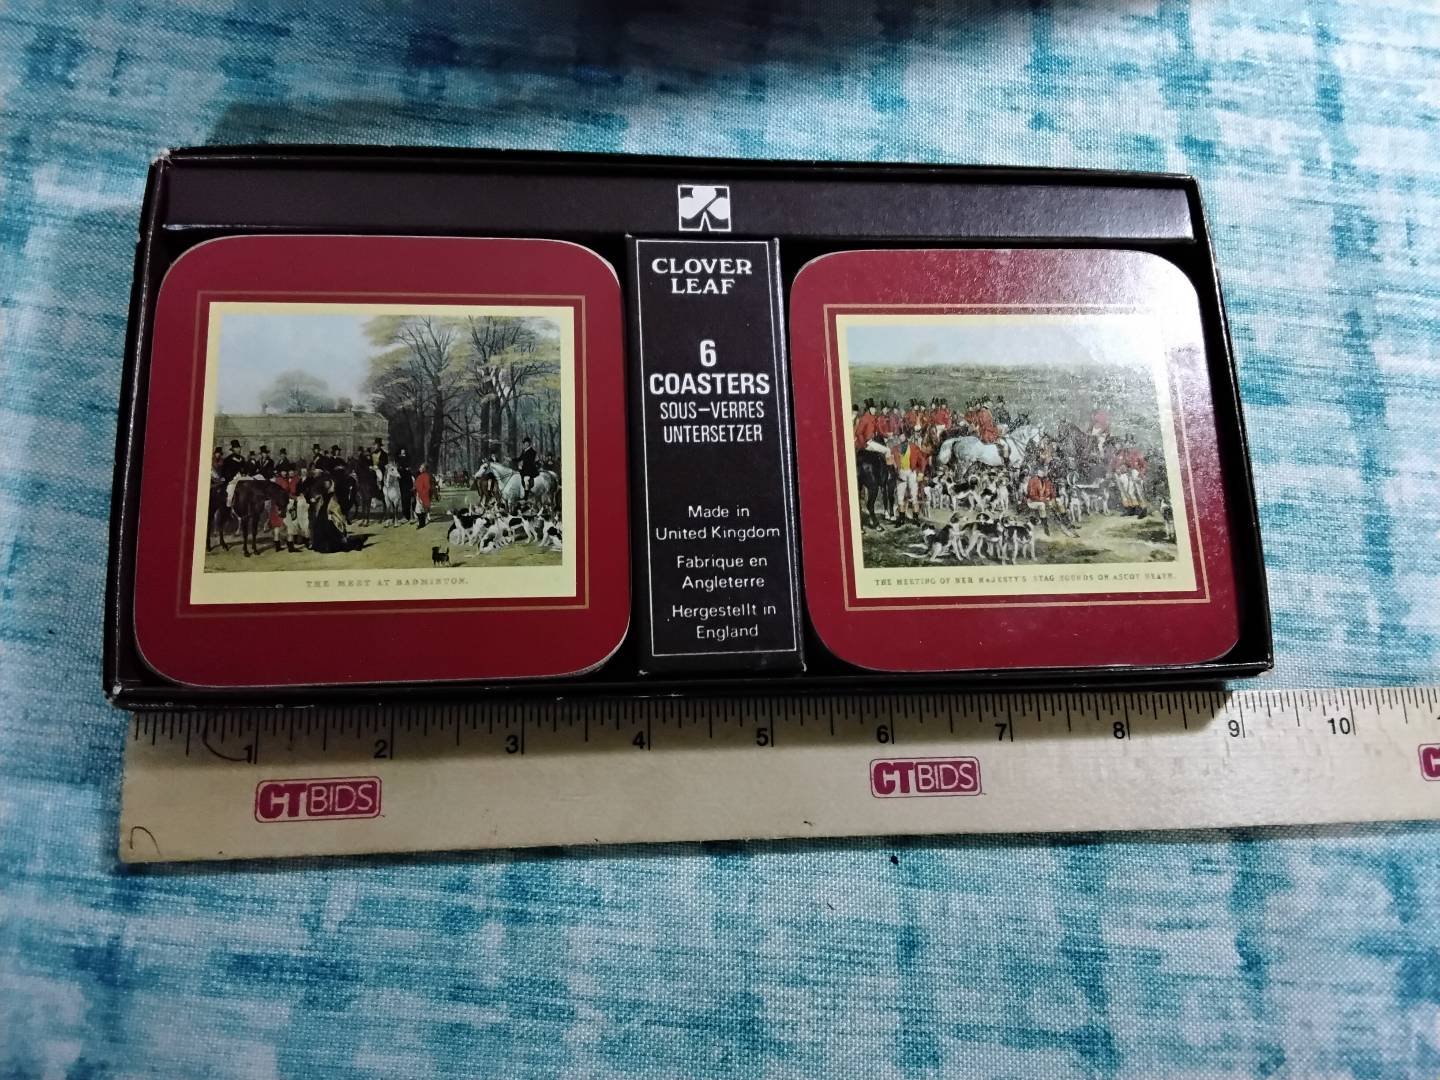 CLOVER
LEAF
6
COASTERS
SOUS-VERRES
UNTERSETZER
Made in
United Kingdom
Fabrique en
Angleterre
Hergestellt in
England
THE MEET AT BADMINTON.
THE MEETING OF HER MAJESTY'S STAG HOUNDS ON ASCOT HEATH.
1 2 3 4 5 6 7 8 9 10
CTBIDS CTBIDS